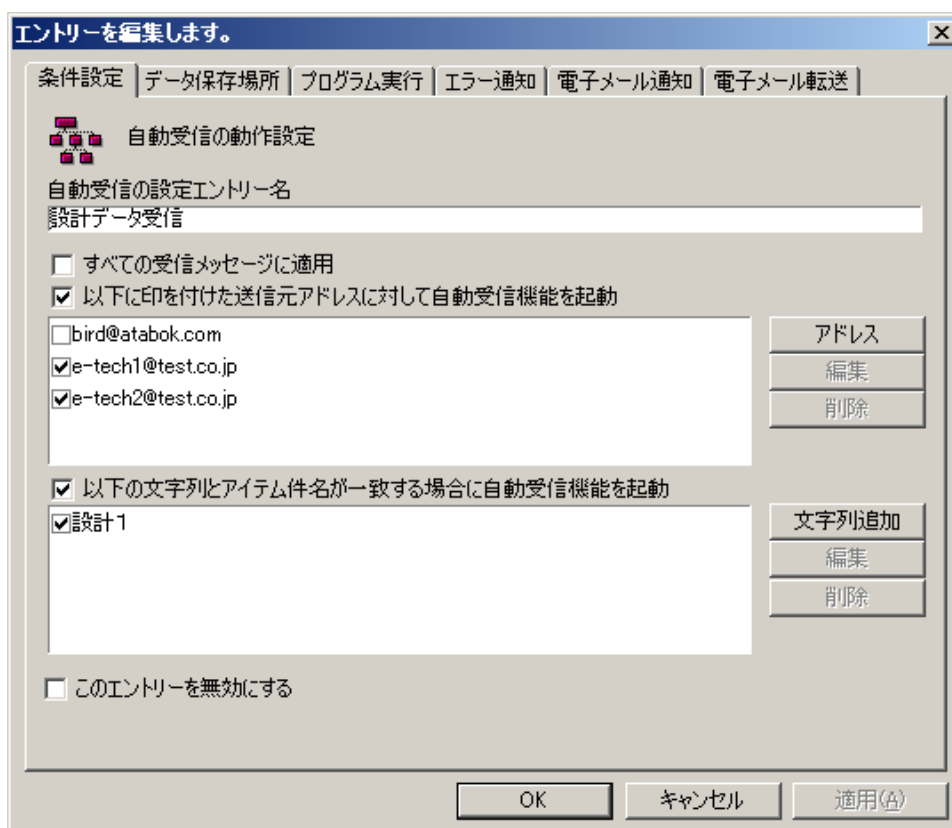 エントリーを編集します。
条件設定 データ保存場所 プログラム実行 エラー通知 電子メール通知 電子メール転送
自動受信の動作設定
自動受信の設定エントリー名
設計データ受信
すべての受信メッセージに適用
以下に印を付けた送信元アドレスに対して自動受信機能を起動
bird@atabok.com
e-tech1@test.co.jp
e-tech2@test.co.jp
アドレス
編集
削除
以下の文字列とアイテム件名が一致する場合に自動受信機能を起動
設計1
文字列追加
編集
削除
このエントリーを無効にする
OK キャンセル 適用(A)